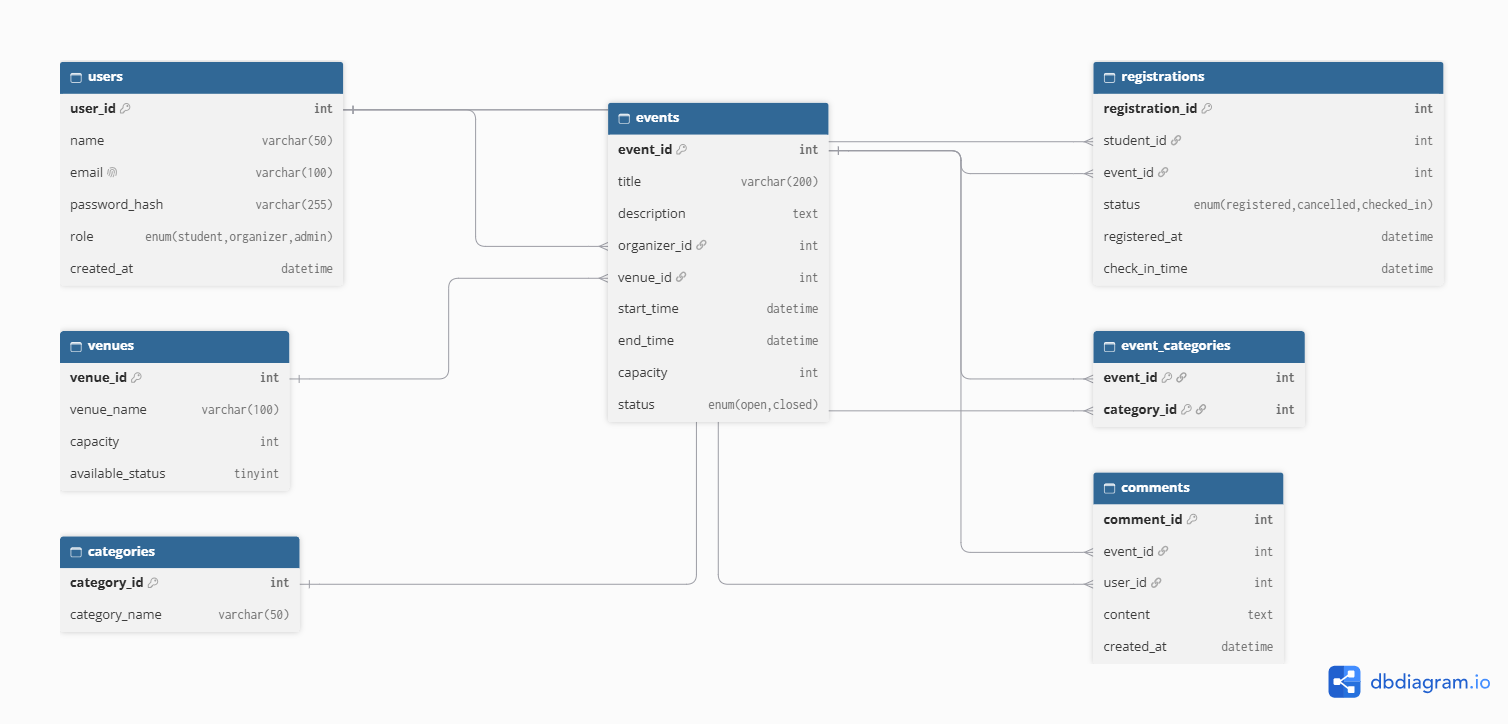 users
user_id int
name varchar(50)
email varchar(100)
password_hash varchar(255)
role enum(student,organizer,admin)
created_at datetime
venues
venue_id int
venue_name varchar(100)
capacity int
available_status tinyint
categories
category_id int
category_name varchar(50)
events
event_id int
title varchar(200)
description text
organizer_id int
venue_id int
start_time datetime
end_time datetime
capacity int
status enum(open,closed)
registrations
registration_id int
student_id int
event_id int
status enum(registered,cancelled,checked_in)
registered_at datetime
check_in_time datetime
event_categories
event_id int
category_id int
comments
comment_id int
event_id int
user_id int
content text
created_at datetime
dbdiagram.io